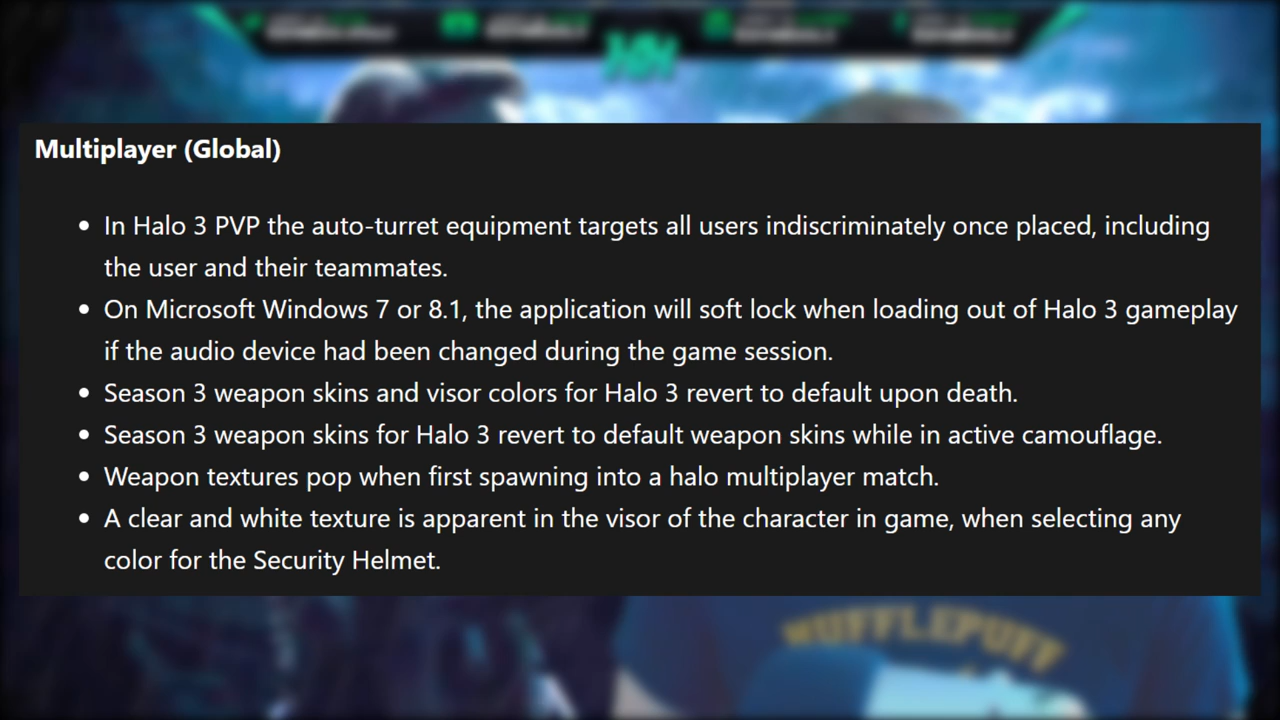 Multiplayer (Global)
• In Halo 3 PVP the auto-turret equipment targets all users indiscriminately once placed, including
the user and their teammates.
• On Microsoft Windows 7 or 8.1, the application will soft lock when loading out of Halo 3 gameplay
if the audio device had been changed during the game session.
• Season 3 weapon skins and visor colors for Halo 3 revert to default upon death.
• Season 3 weapon skins for Halo 3 revert to default weapon skins while in active camouflage.
• Weapon textures pop when first spawning into a halo multiplayer match.
• A clear and white texture is apparent in the visor of the character in game, when selecting any
color for the Security Helmet.
WUFFLEPUFF